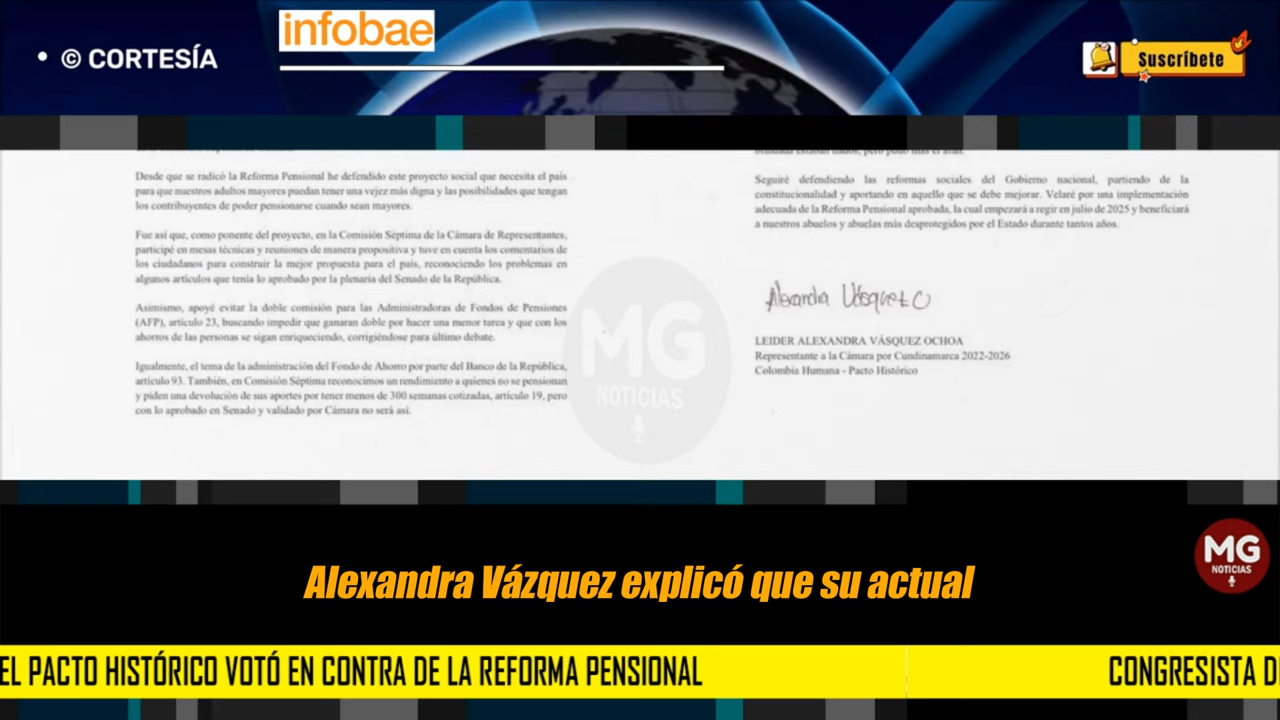 infobae
• © CORTESÍA
Suscríbete
Desde que se radicó la Reforma Pensional he defendido este proyecto social que necesita el país
para que nuestros adultos mayores puedan tener una vejez más digna y las posibilidades que tengan
los contribuyentes de poder pensionarse cuando sean mayores.
Fue así que, como ponente del proyecto, en la Comisión Séptima de la Cámara de Representantes,
participé en mesas técnicas y reuniones de manera propositiva y tuve en cuenta los comentarios de
los ciudadanos para construir la mejor propuesta para el país, reconociendo los problemas en
algunos artículos que tenía lo aprobado por la plenaria del Senado de la República.
Asimismo, apoyé evitar la doble comisión para las Administradoras de Fondos de Pensiones
(AFP), artículo 23, buscando impedir que ganaran doble por hacer una menor tarea y que con los
ahorros de las personas se sigan enriqueciendo, corrigiéndose para último debate.
Igualmente, el tema de la administración del Fondo de Ahorro por parte del Banco de la República,
artículo 93. También, en Comisión Séptima reconocimos un rendimiento a quienes no se pensionan
y piden una devolución de sus aportes por tener menos de 300 semanas cotizadas, artículo 19, pero
con lo aprobado en Senado y validado por Cámara no será así.
Seguiré defendiendo las reformas sociales del Gobierno nacional, partiendo de la
constitucionalidad y aportando en aquello que se debe mejorar. Velaré por una implementación
adecuada de la Reforma Pensional aprobada, la cual empezará a regir en julio de 2025 y beneficiará
a nuestros abuelos y abuelas más desprotegidos por el Estado durante tantos años.
Alexandra Vásquez O
LEIDER ALEXANDRA VÁSQUEZ OCHOA
Representante a la Cámara por Cundinamarca 2022-2026
Colombia Humana - Pacto Histórico
MG
NOTICIAS
Alexandra Vázquez explicó que su actual
MG
NOTICIAS
EL PACTO HISTÓRICO VOTÓ EN CONTRA DE LA REFORMA PENSIONAL
CONGRESISTA D